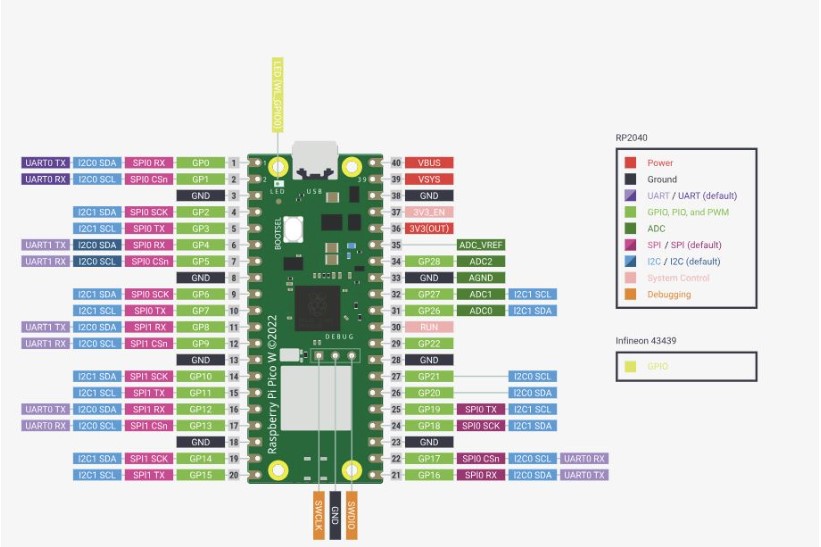 LED (WL_GPIO0)
UART0 TX I2C0 SDA SPI0 RX GP0 1
UART0 RX I2C0 SCL SPI0 CSn GP1 2
GND 3
I2C1 SDA SPI0 SCK GP2 4
I2C1 SCL SPI0 TX GP3 5
UART1 TX I2C0 SDA SPI0 RX GP4 6
UART1 RX I2C0 SCL SPI0 CSn GP5 7
GND 8
I2C1 SDA SPI0 SCK GP6 9
I2C1 SCL SPI0 TX GP7 10
UART1 TX I2C0 SDA SPI1 RX GP8 11
UART1 RX I2C0 SCL SPI1 CSn GP9 12
GND 13
I2C1 SDA SPI1 SCK GP10 14
I2C1 SCL SPI1 TX GP11 15
UART0 TX I2C0 SDA SPI1 RX GP12 16
UART0 RX I2C0 SCL SPI1 CSn GP13 17
GND 18
I2C1 SDA SPI1 SCK GP14 19
I2C1 SCL SPI1 TX GP15 20
1
2
39
LED
USB
BOOTSEL
DEBUG
Raspberry Pi Pico W ©2022
SWCLK
GND
SWDIO
40 VBUS
39 VSYS
38 GND
37 3V3_EN
36 3V3(OUT)
35 ADC_VREF
34 GP28 ADC2
33 GND AGND
32 GP27 ADC1 I2C1 SCL
31 GP26 ADC0 I2C1 SDA
30 RUN
29 GP22
28 GND
27 GP21 I2C0 SCL
26 GP20 I2C0 SDA
25 GP19 SPI0 TX I2C1 SCL
24 GP18 SPI0 SCK I2C1 SDA
23 GND
22 GP17 SPI0 CSn I2C0 SCL UART0 RX
21 GP16 SPI0 RX I2C0 SDA UART0 TX
RP2040
Power
Ground
UART / UART (default)
GPIO, PIO, and PWM
ADC
SPI / SPI (default)
I2C / I2C (default)
System Control
Debugging
Infineon 43439
GPIO